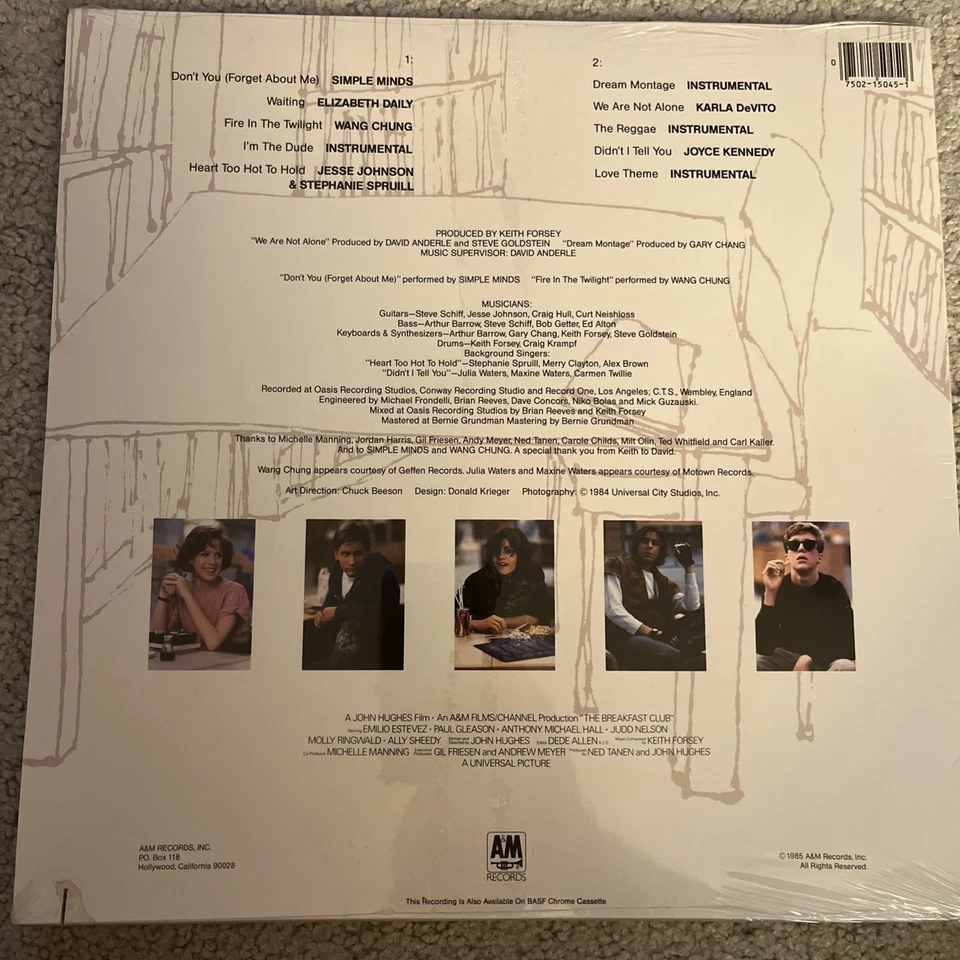 1:
Don't You (Forget About Me) SIMPLE MINDS
Waiting ELIZABETH DAILY
Fire In The Twilight WANG CHUNG
I'm The Dude INSTRUMENTAL
Heart Too Hot To Hold JESSE JOHNSON
& STEPHANIE SPRUILL
2:
Dream Montage INSTRUMENTAL
We Are Not Alone KARLA DeVITO
The Reggae INSTRUMENTAL
Didn't I Tell You JOYCE KENNEDY
Love Theme INSTRUMENTAL
0
7502-15045-1
PRODUCED BY KEITH FORSEY
"We Are Not Alone" Produced by DAVID ANDERLE and STEVE GOLDSTEIN "Dream Montage" Produced by GARY CHANG
MUSIC SUPERVISOR: DAVID ANDERLE
"Don't You (Forget About Me)" performed by SIMPLE MINDS "Fire In The Twilight" performed by WANG CHUNG
MUSICIANS:
Guitars—Steve Schiff, Jesse Johnson, Craig Hull, Curt Neishloss
Bass—Arthur Barrow, Steve Schiff, Bob Getter, Ed Alton
Keyboards & Synthesizers—Arthur Barrow, Gary Chang, Keith Forsey, Steve Goldstein
Drums—Keith Forsey, Craig Krampf
Background Singers:
"Heart Too Hot To Hold"—Stephanie Spruill, Merry Clayton, Alex Brown
"Didn't I Tell You"—Julia Waters, Maxine Waters, Carmen Twillie
Recorded at Oasis Recording Studios, Conway Recording Studio and Record One, Los Angeles; C.T.S., Wembley, England
Engineered by Michael Frondelli, Brian Reeves, Dave Concors, Niko Bolas and Mick Guzauski.
Mixed at Oasis Recording Studios by Brian Reeves and Keith Forsey
Mastered at Bernie Grundman Mastering by Bernie Grundman
Thanks to Michelle Manning, Jordan Harris, Gil Friesen, Andy Meyer, Ned Tanen, Carole Childs, Milt Olin, Ted Whitfield and Carl Kaller.
And to SIMPLE MINDS and WANG CHUNG. A special thank you from Keith to David.
Wang Chung appears courtesy of Geffen Records. Julia Waters and Maxine Waters appears courtesy of Motown Records.
Art Direction: Chuck Beeson Design: Donald Krieger Photography: © 1984 Universal City Studios, Inc.
A JOHN HUGHES Film • An A&M FILMS/CHANNEL Production "THE BREAKFAST CLUB"
Starring EMILIO ESTEVEZ • PAUL GLEASON • ANTHONY MICHAEL HALL • JUDD NELSON
MOLLY RINGWALD • ALLY SHEEDY JOHN HUGHES DEDE ALLEN A.C.E. KEITH FORSEY
Co-Producer MICHELLE MANNING GIL FRIESEN and ANDREW MEYER NED TANEN and JOHN HUGHES
A UNIVERSAL PICTURE
A&M RECORDS, INC.
P.O. Box 118
Hollywood, California 90028
A&M
RECORDS
© 1985 A&M Records, Inc.
All Rights Reserved.
This Recording Is Also Available On BASF Chrome Cassette